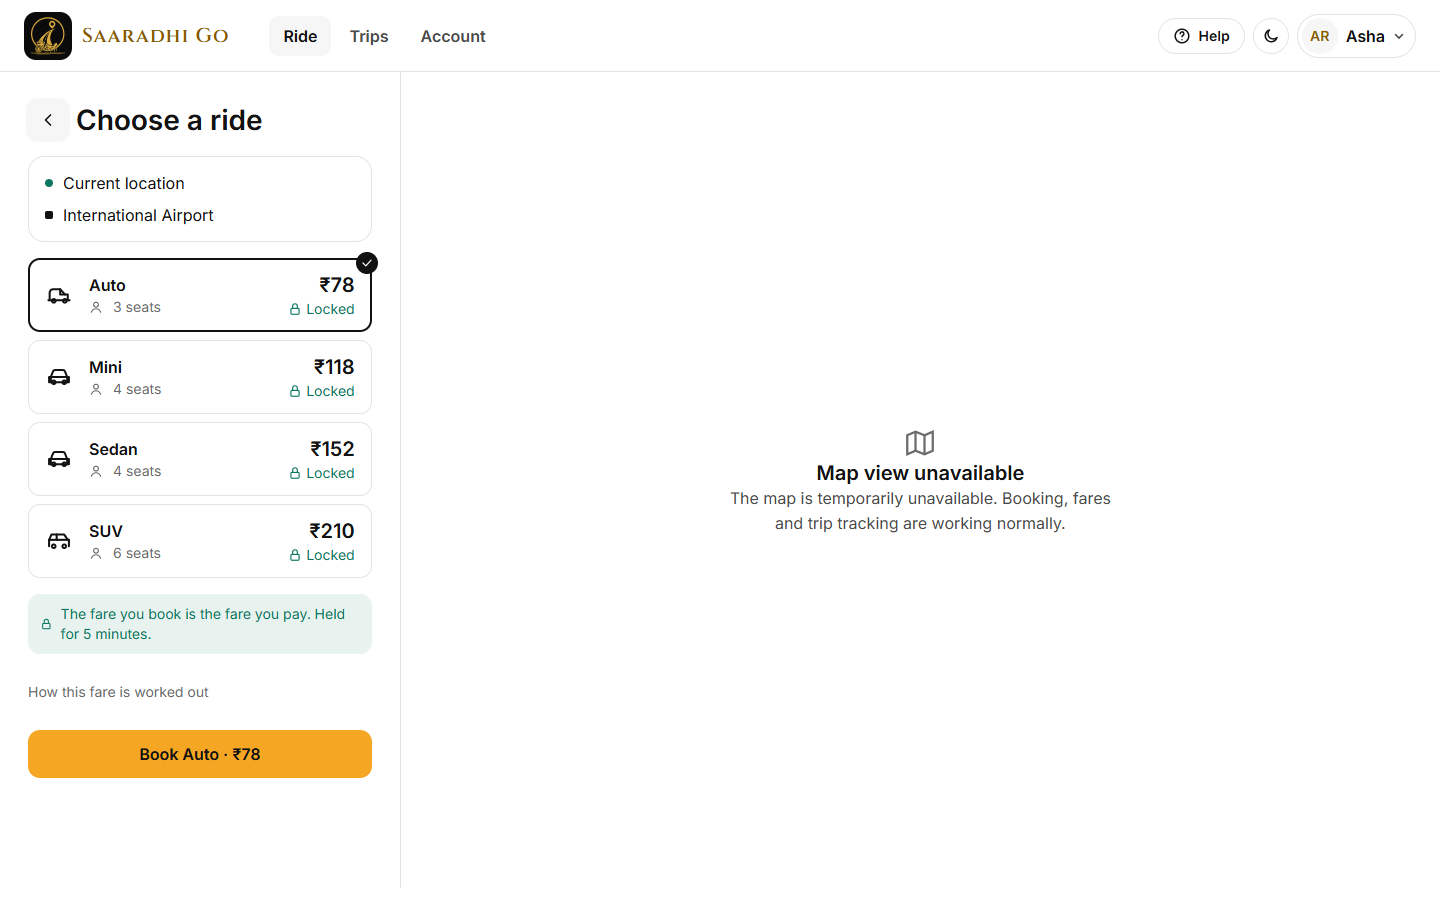 SAARADHI GO
Ride
Trips
Account
Help
AR
Asha
Choose a ride
Current location
International Airport
Auto
₹78
3 seats
Locked
Mini
₹118
4 seats
Locked
Sedan
₹152
4 seats
Locked
SUV
₹210
6 seats
Locked
The fare you book is the fare you pay. Held
for 5 minutes.
How this fare is worked out
Book Auto · ₹78
Map view unavailable
The map is temporarily unavailable. Booking, fares
and trip tracking are working normally.